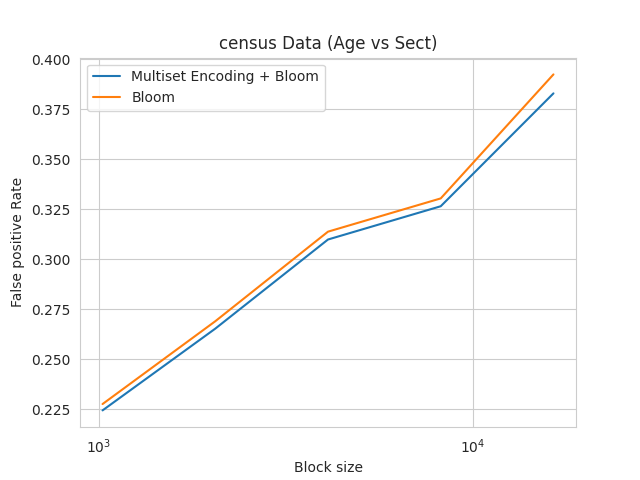 census Data (Age vs Sect)
Multiset Encoding + Bloom
Bloom
False positive Rate
0.400
0.375
0.350
0.325
0.300
0.275
0.250
0.225
10³
10⁴
Block size